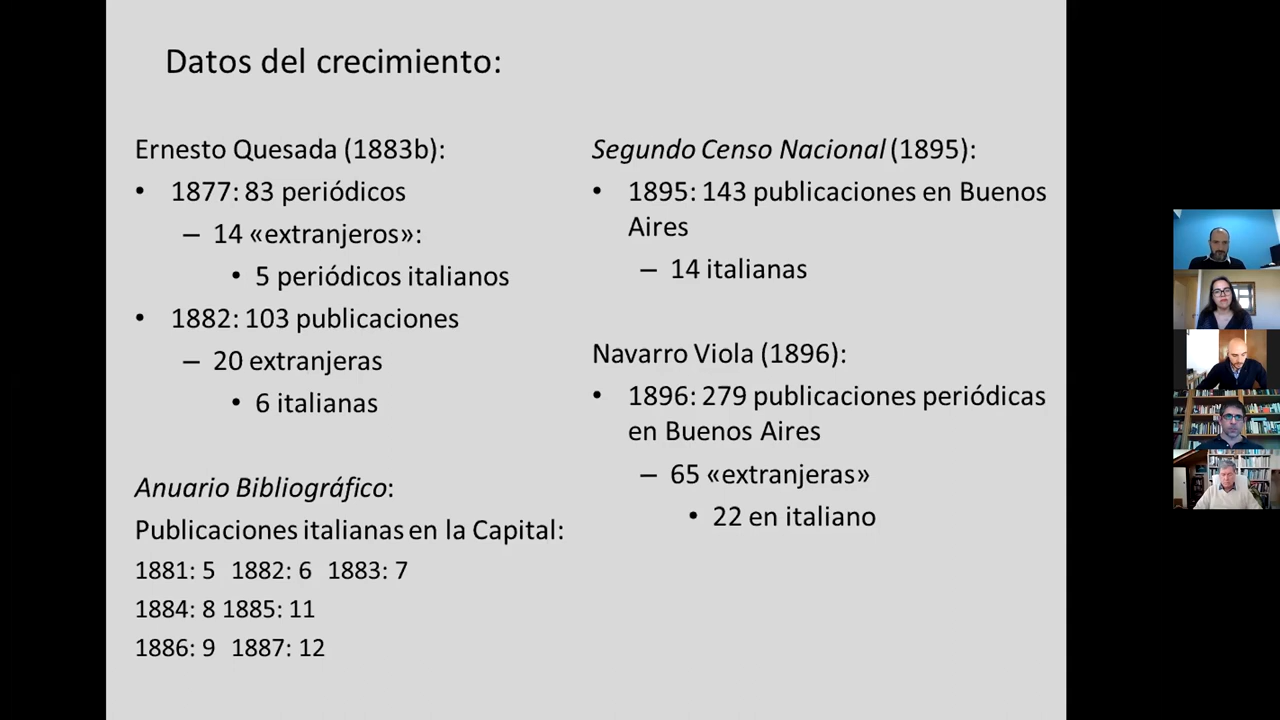 Datos del crecimiento:
Ernesto Quesada (1883b):
• 1877: 83 periódicos
– 14 «extranjeros»:
• 5 periódicos italianos
• 1882: 103 publicaciones
– 20 extranjeras
• 6 italianas
Anuario Bibliográfico:
Publicaciones italianas en la Capital:
1881: 5 1882: 6 1883: 7
1884: 8 1885: 11
1886: 9 1887: 12
Segundo Censo Nacional (1895):
• 1895: 143 publicaciones en Buenos
Aires
– 14 italianas
Navarro Viola (1896):
• 1896: 279 publicaciones periódicas
en Buenos Aires
– 65 «extranjeras»
• 22 en italiano